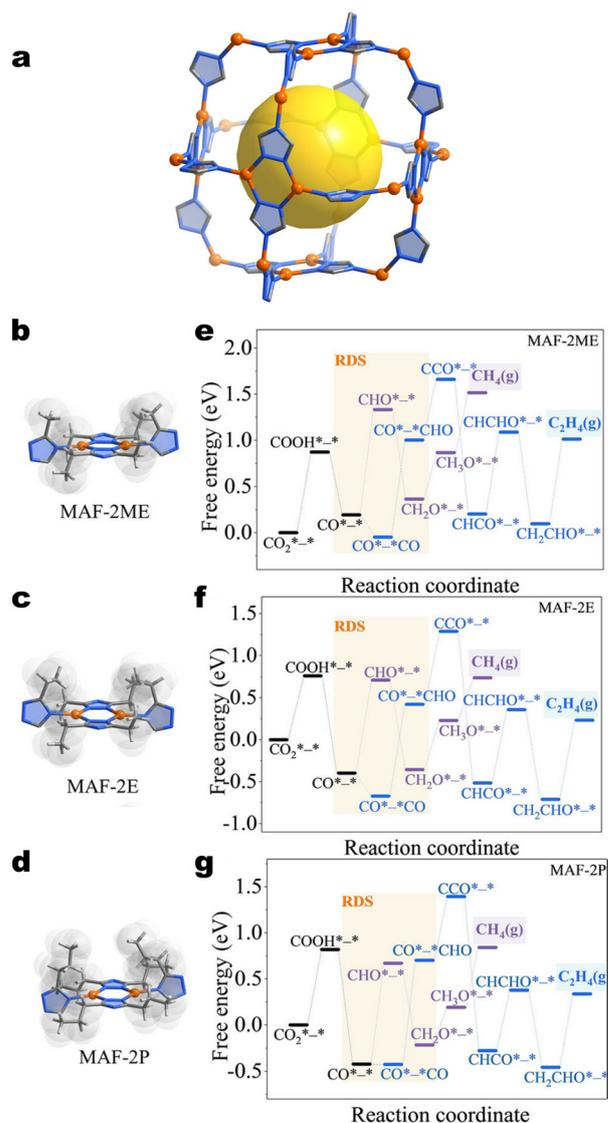 a
b
MAF-2ME
e
MAF-2ME
RDS
2.0
1.5
1.0
0.5
0.0
Free energy (eV)
CO₂*–*
COOH*–*
CO*–*
CHO*–*
CO*–*CHO
CO*–*CO
CH₂O*–*
CCO*–*
CH₃O*–*
CH₄(g)
CHCO*–*
CHCHO*–*
CH₂CHO*–*
C₂H₄(g)
Reaction coordinate
c
MAF-2E
f
MAF-2E
RDS
1.5
1.0
0.5
0.0
-0.5
-1.0
Free energy (eV)
CO₂*–*
COOH*–*
CO*–*
CHO*–*
CO*–*CHO
CO*–*CO
CH₂O*–*
CCO*–*
CH₃O*–*
CH₄(g)
CHCO*–*
CHCHO*–*
CH₂CHO*–*
C₂H₄(g)
Reaction coordinate
d
MAF-2P
g
MAF-2P
RDS
1.5
1.0
0.5
0.0
-0.5
Free energy (eV)
CO₂*–*
COOH*–*
CO*–*
CHO*–*
CO*–*CHO
CO*–*CO
CH₂O*–*
CCO*–*
CH₃O*–*
CH₄(g)
CHCO*–*
CHCHO*–*
CH₂CHO*–*
C₂H₄(g)
Reaction coordinate